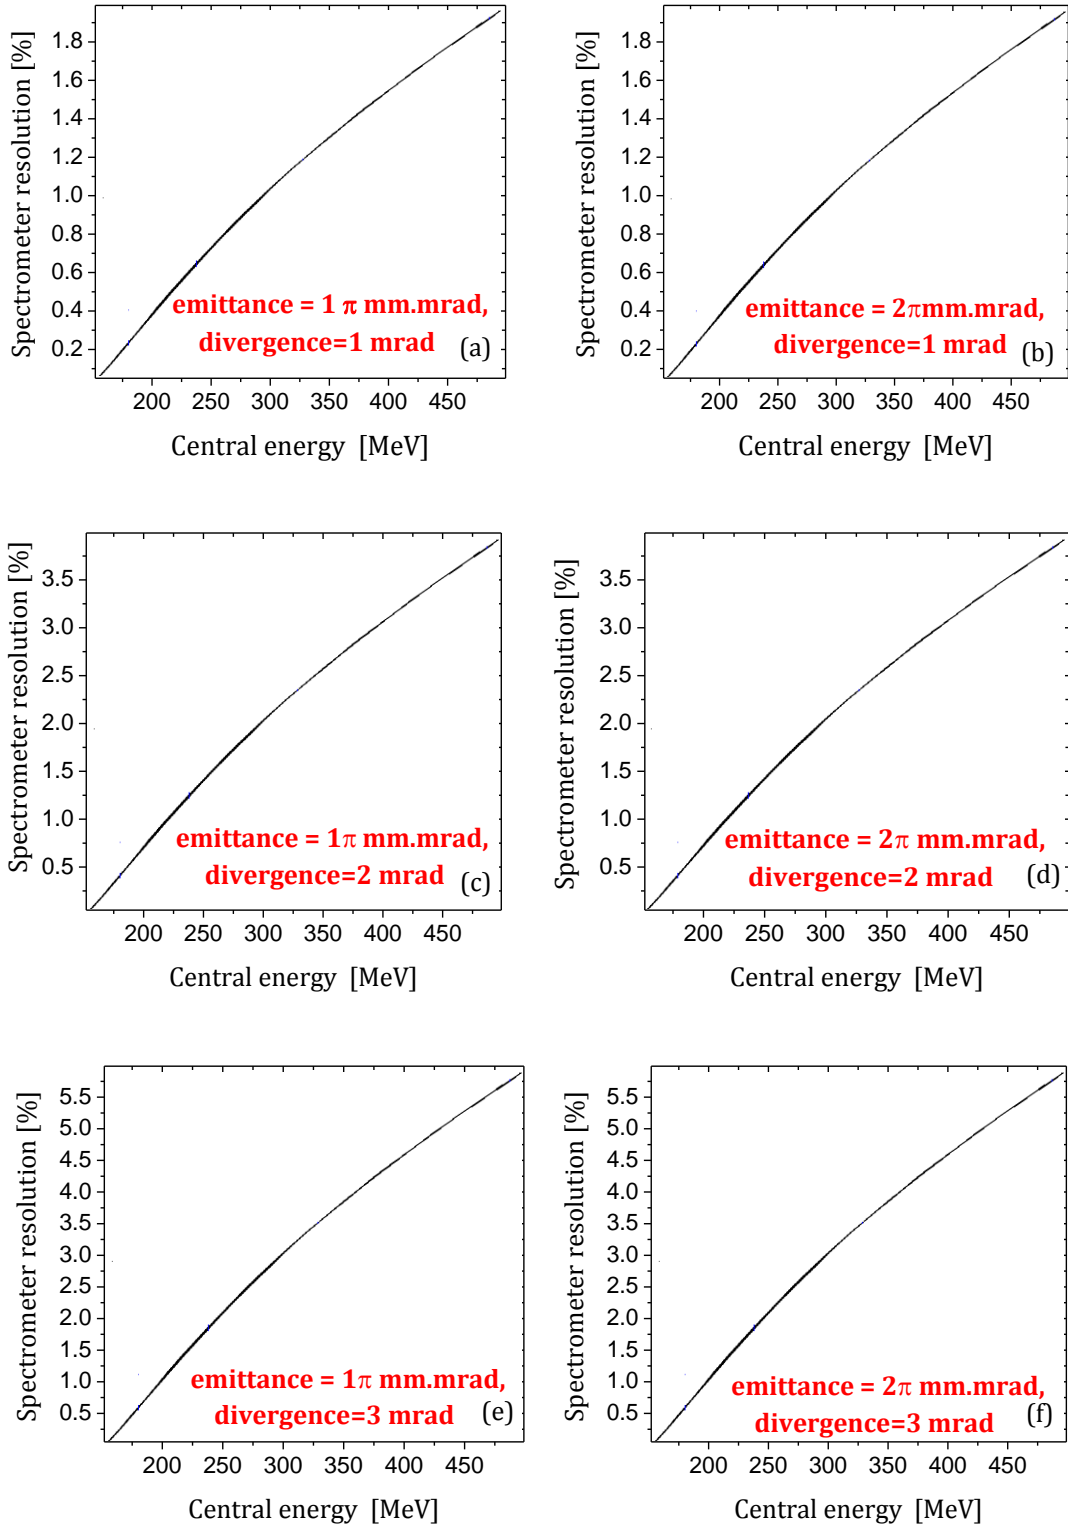 Spectrometer resolution [%]
1.8
1.6
1.4
1.2
1.0
0.8
0.6
0.4
0.2
emittance = 1 π mm.mrad,
divergence=1 mrad
(a)
200 250 300 350 400 450
Central energy [MeV]
Spectrometer resolution [%]
1.8
1.6
1.4
1.2
1.0
0.8
0.6
0.4
0.2
emittance = 2πmm.mrad,
divergence=1 mrad
(b)
200 250 300 350 400 450
Central energy [MeV]
Spectrometer resolution [%]
3.5
3.0
2.5
2.0
1.5
1.0
0.5
emittance = 1π mm.mrad,
divergence=2 mrad
(c)
200 250 300 350 400 450
Central energy [MeV]
Spectrometer resolution [%]
3.5
3.0
2.5
2.0
1.5
1.0
0.5
emittance = 2π mm.mrad,
divergence=2 mrad
(d)
200 250 300 350 400 450
Central energy [MeV]
Spectrometer resolution [%]
5.5
5.0
4.5
4.0
3.5
3.0
2.5
2.0
1.5
1.0
0.5
emittance = 1π mm.mrad,
divergence=3 mrad
(e)
200 250 300 350 400 450
Central energy [MeV]
Spectrometer resolution [%]
5.5
5.0
4.5
4.0
3.5
3.0
2.5
2.0
1.5
1.0
0.5
emittance = 2π mm.mrad,
divergence=3 mrad
(f)
200 250 300 350 400 450
Central energy [MeV]